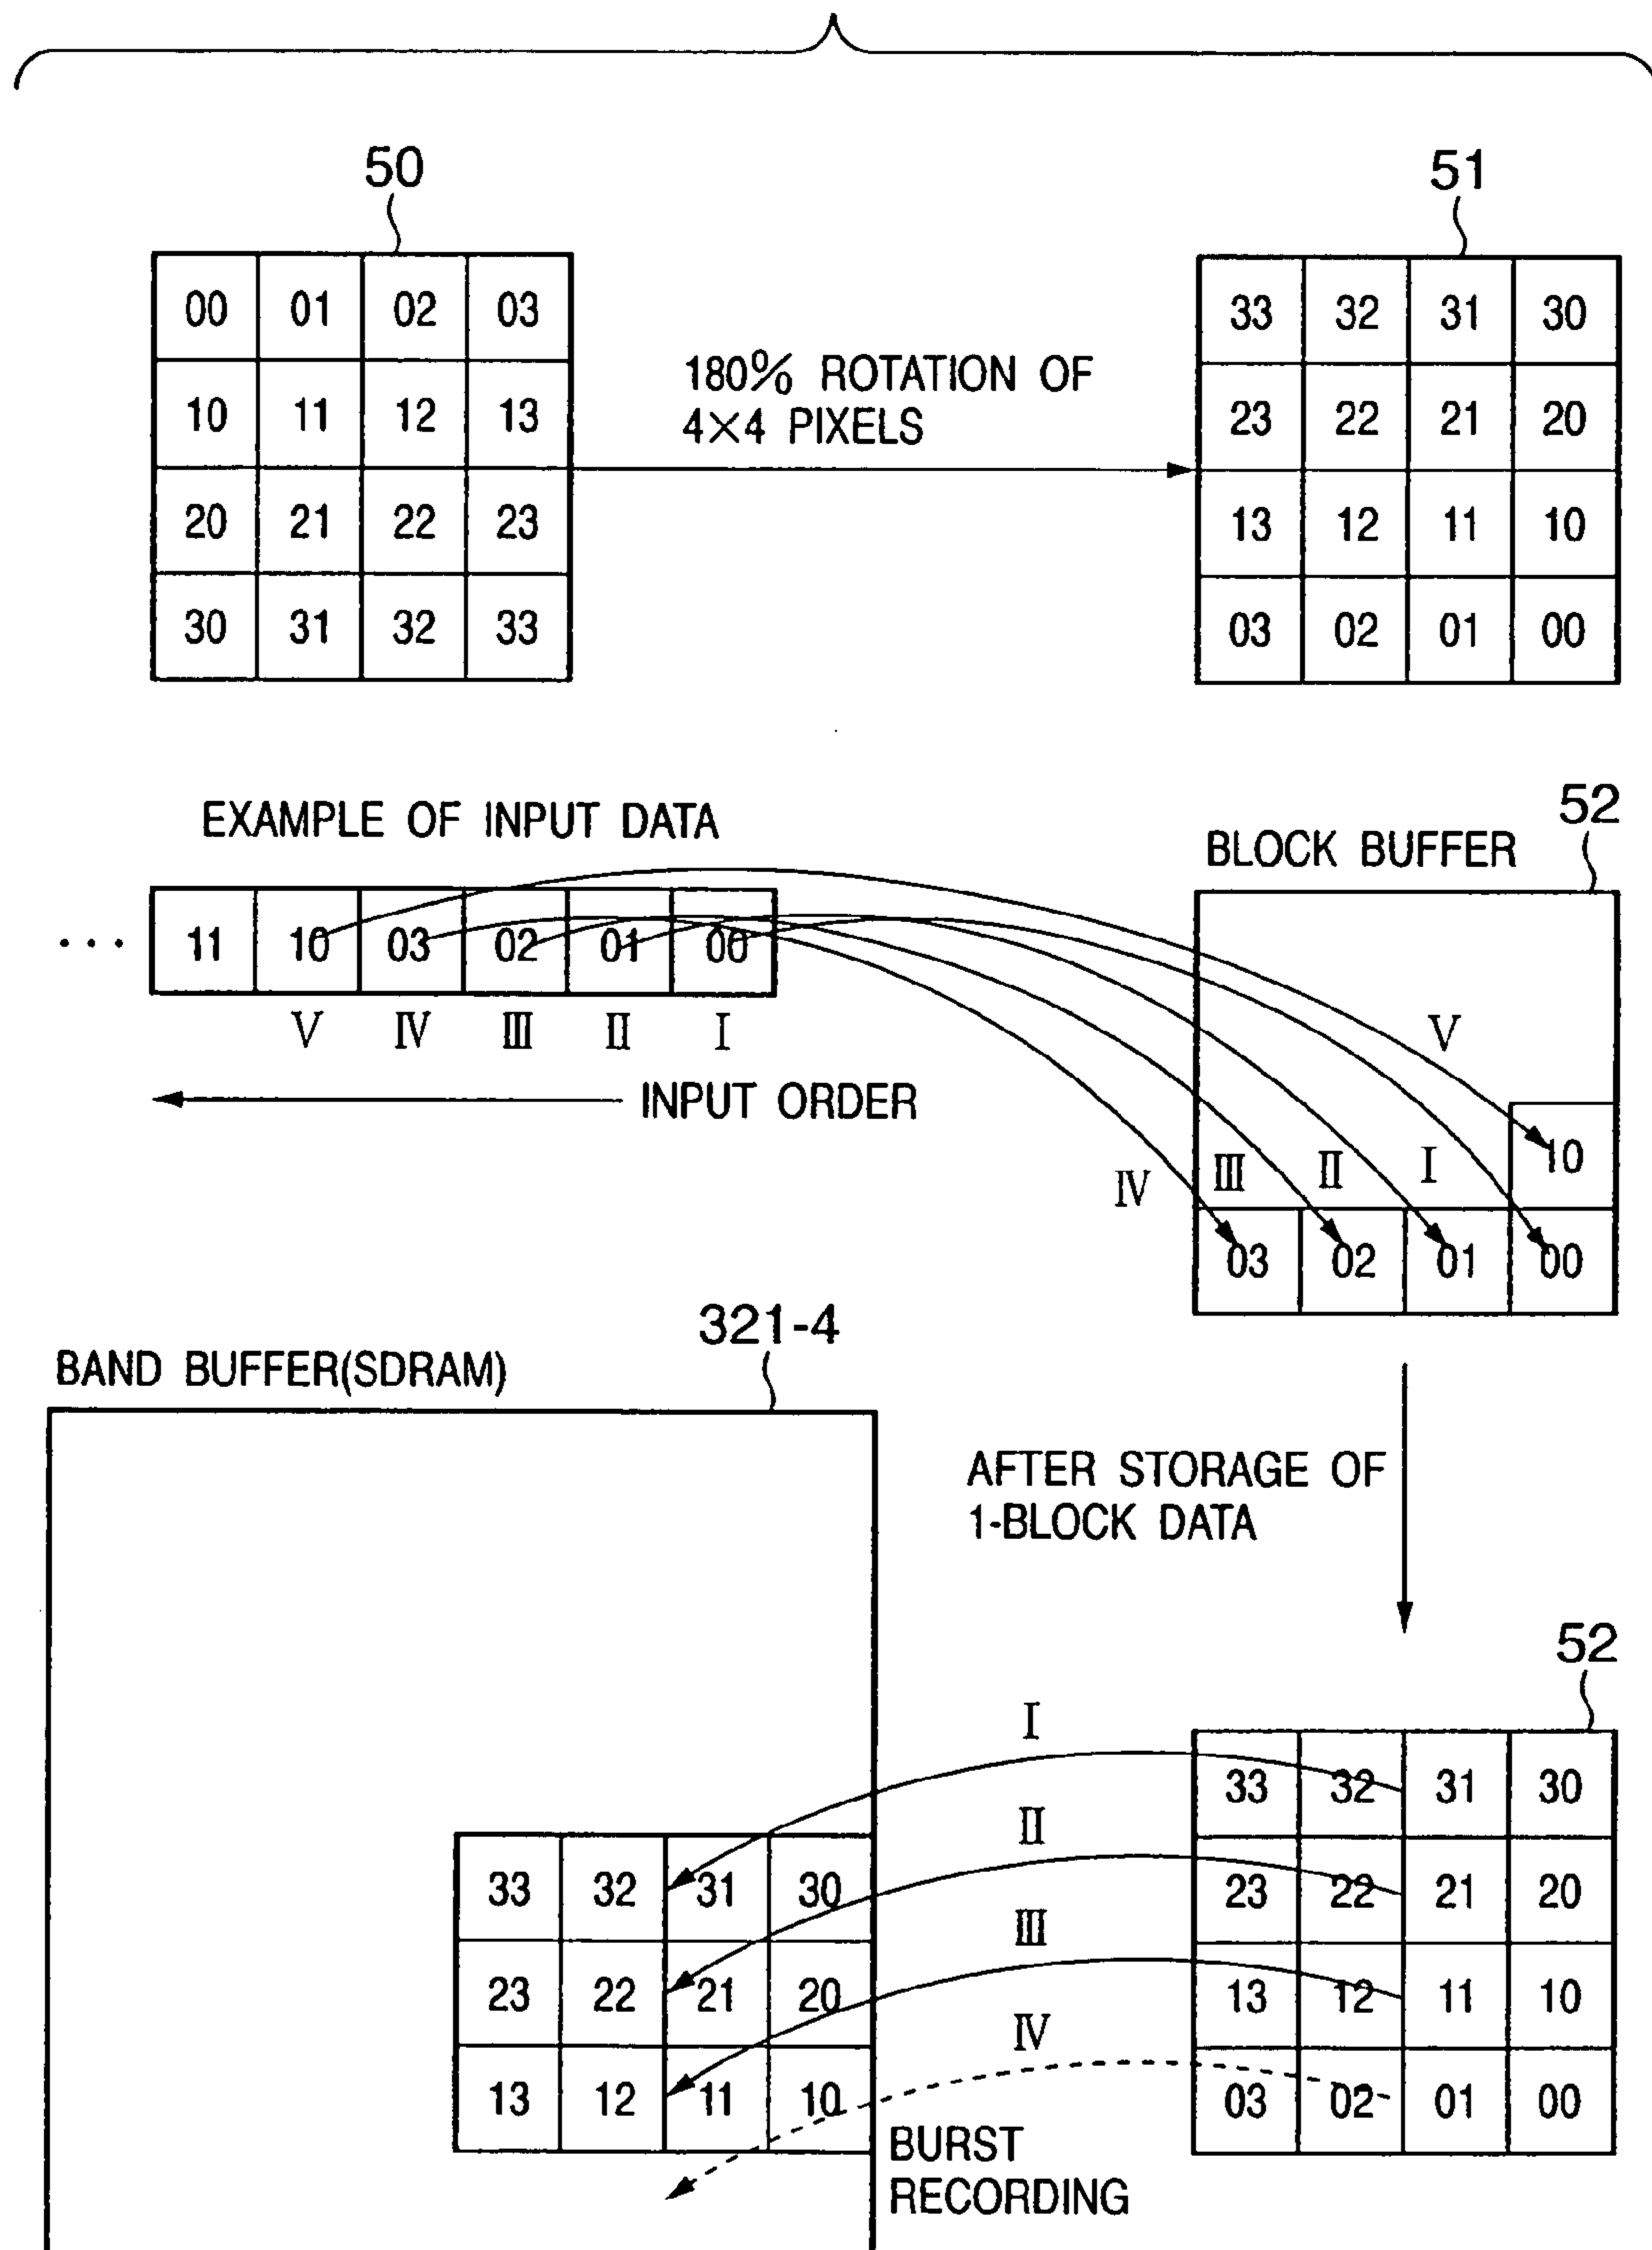 50
51
00 01 02 03
10 11 12 13
20 21 22 23
30 31 32 33
180% ROTATION OF
4×4 PIXELS
33 32 31 30
23 22 21 20
13 12 11 10
03 02 01 00
EXAMPLE OF INPUT DATA
52
BLOCK BUFFER
··· 11 10 03 02 01 00
V IV III II I
INPUT ORDER
V
IV III II I
10
03 02 01 00
321-4
BAND BUFFER(SDRAM)
AFTER STORAGE OF
1-BLOCK DATA
52
I
II
III
IV
33 32 31 30
23 22 21 20
13 12 11 10
33 32 31 30
23 22 21 20
13 12 11 10
03 02 01 00
BURST
RECORDING